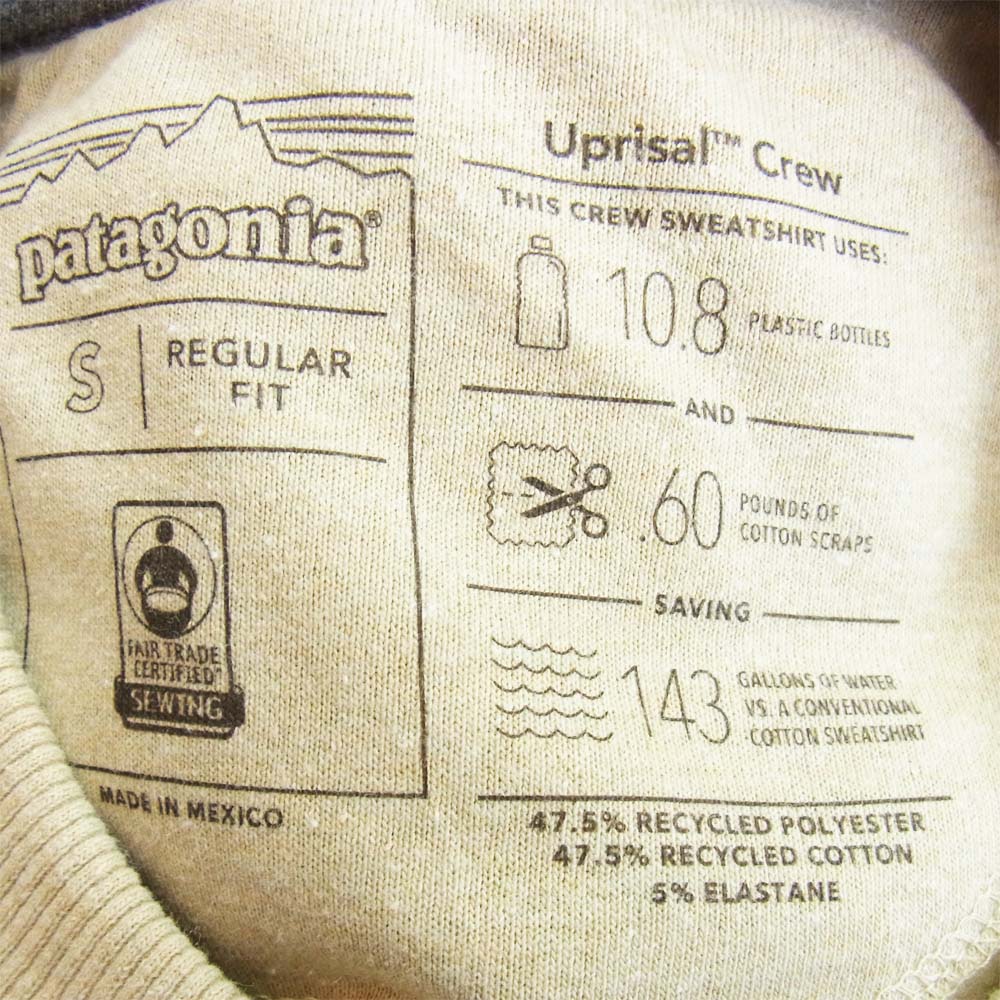 patagonia®
S
REGULAR
FIT
FAIR TRADE
CERTIFIED™
SEWING
MADE IN MEXICO
Uprisal™ Crew
THIS CREW SWEATSHIRT USES:
10.8 PLASTIC BOTTLES
AND
.60 POUNDS OF
COTTON SCRAPS
SAVING
143 GALLONS OF WATER
VS. A CONVENTIONAL
COTTON SWEATSHIRT
47.5% RECYCLED POLYESTER
47.5% RECYCLED COTTON
5% ELASTANE